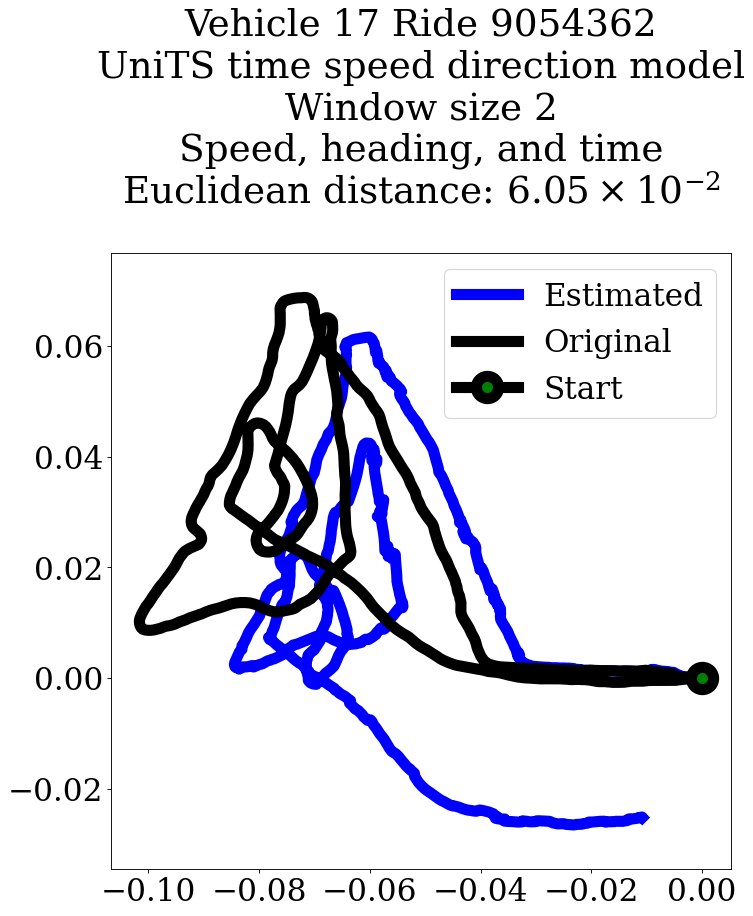 Vehicle 17 Ride 9054362
UniTS time speed direction model
Window size 2
Speed, heading, and time
Euclidean distance: 6.05 × 10⁻²
Estimated
Original
Start
0.06
0.04
0.02
0.00
−0.02
−0.10 −0.08 −0.06 −0.04 −0.02 0.00